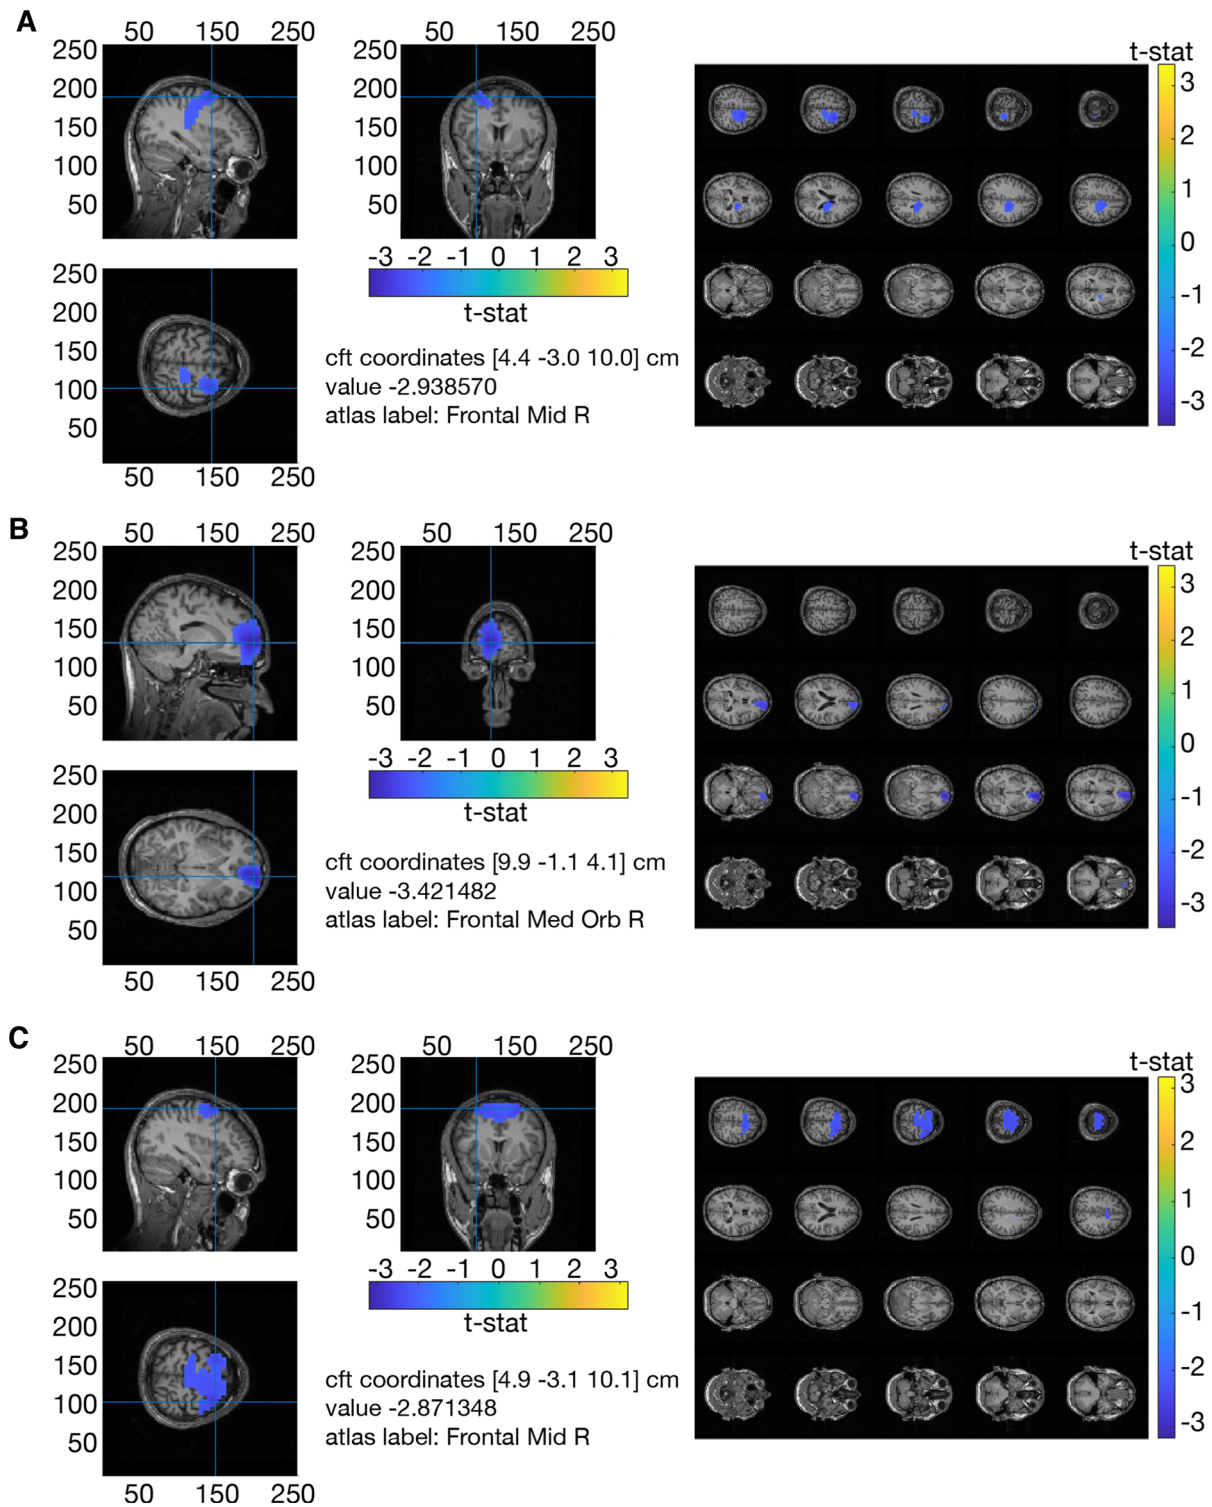 A
50 150 250
50 150 250
250
200
150
100
50
250
200
150
100
50
t-stat
3
2
1
0
-1
-2
-3
-3 -2 -1 0 1 2 3
t-stat
250
200
150
100
50
50 150 250
cft coordinates [4.4 -3.0 10.0] cm
value -2.938570
atlas label: Frontal Mid R
B
50 150 250
50 150 250
250
200
150
100
50
250
200
150
100
50
t-stat
3
2
1
0
-1
-2
-3
-3 -2 -1 0 1 2 3
t-stat
250
200
150
100
50
50 150 250
cft coordinates [9.9 -1.1 4.1] cm
value -3.421482
atlas label: Frontal Med Orb R
C
50 150 250
50 150 250
250
200
150
100
50
250
200
150
100
50
t-stat
3
2
1
0
-1
-2
-3
-3 -2 -1 0 1 2 3
t-stat
250
200
150
100
50
50 150 250
cft coordinates [4.9 -3.1 10.1] cm
value -2.871348
atlas label: Frontal Mid R